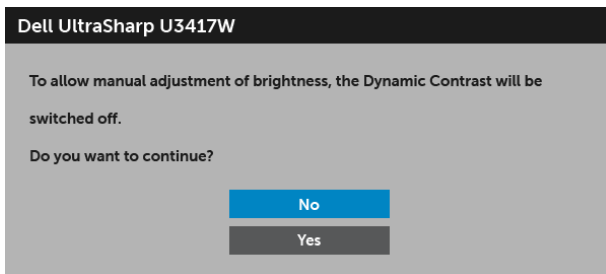 Dell UltraSharp U3417W
To allow manual adjustment of brightness, the Dynamic Contrast will be
switched off.
Do you want to continue?
No
Yes